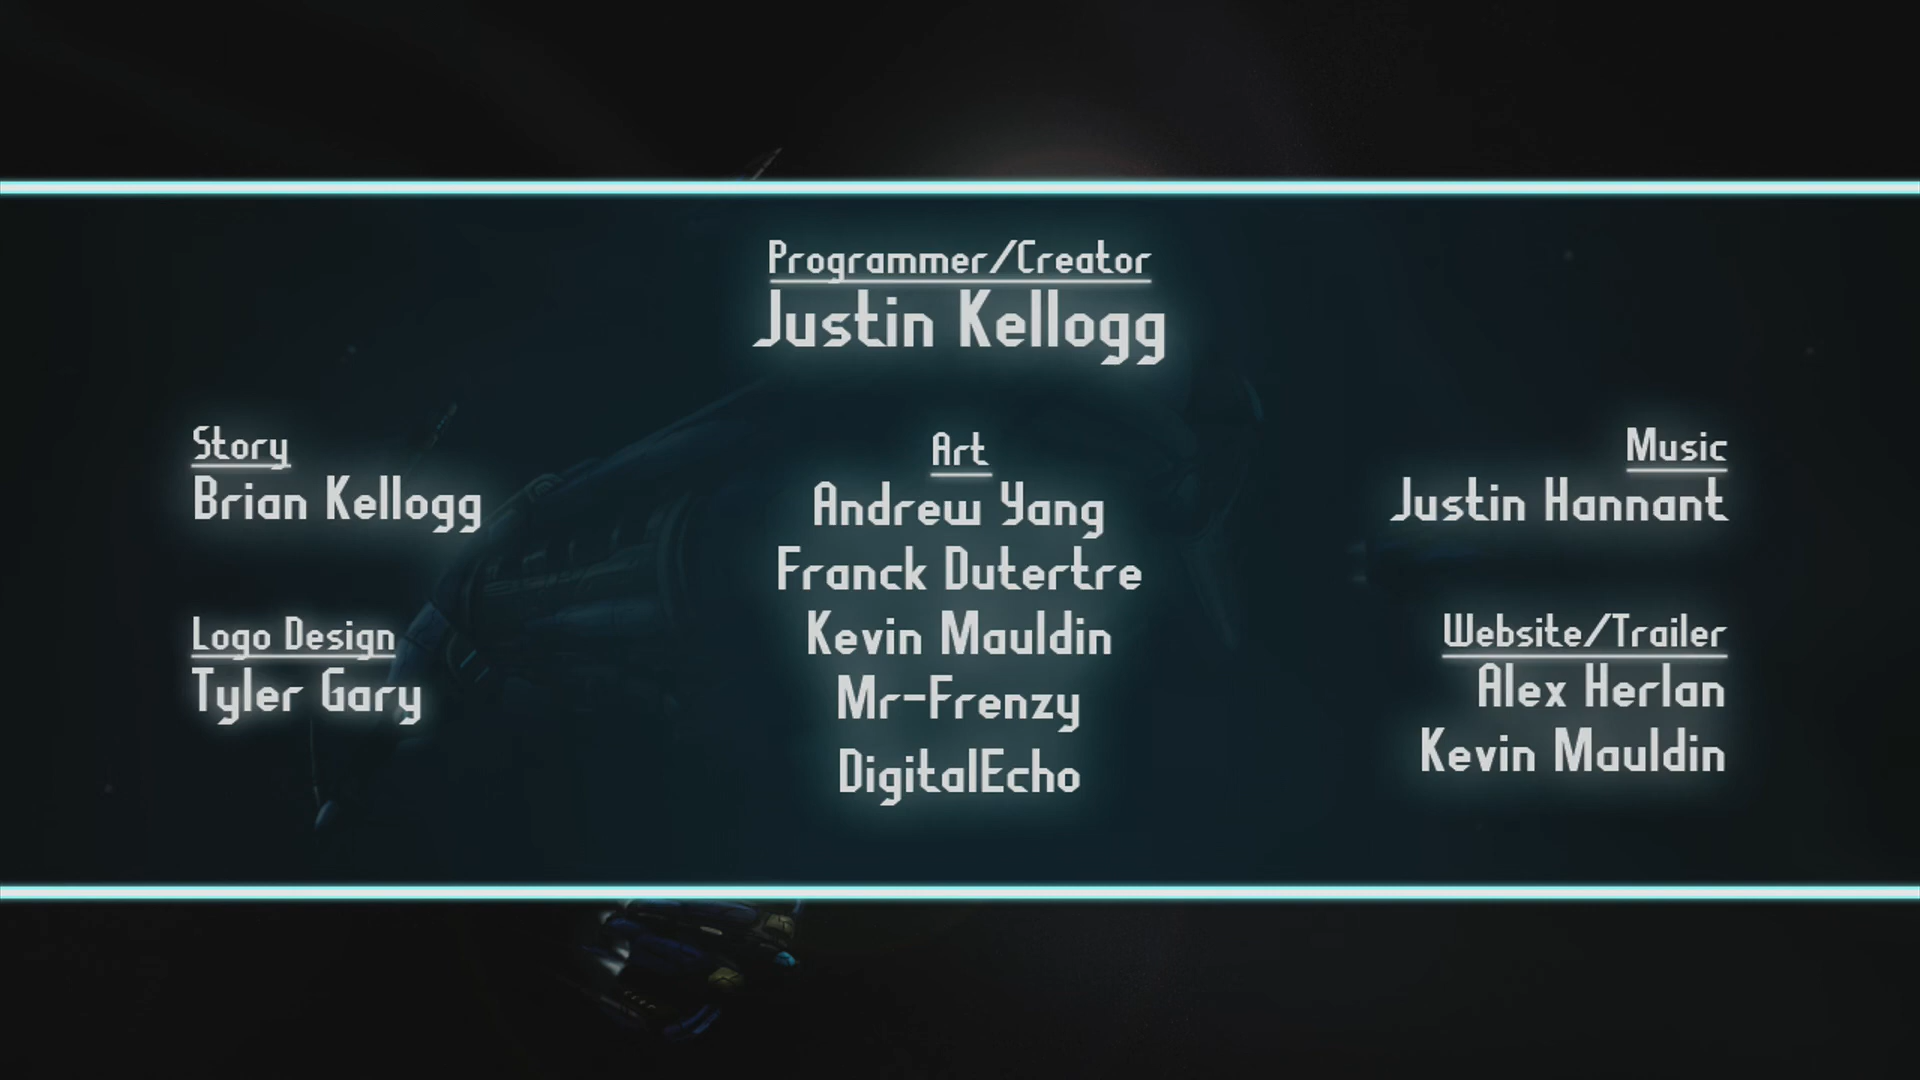 Programmer/Creator
Justin Kellogg
Story
Brian Kellogg
Logo Design
Tyler Gary
Art
Andrew Yang
Franck Dutertre
Kevin Mauldin
Mr-Frenzy
DigitalEcho
Music
Justin Hannant
Website/Trailer
Alex Herlan
Kevin Mauldin